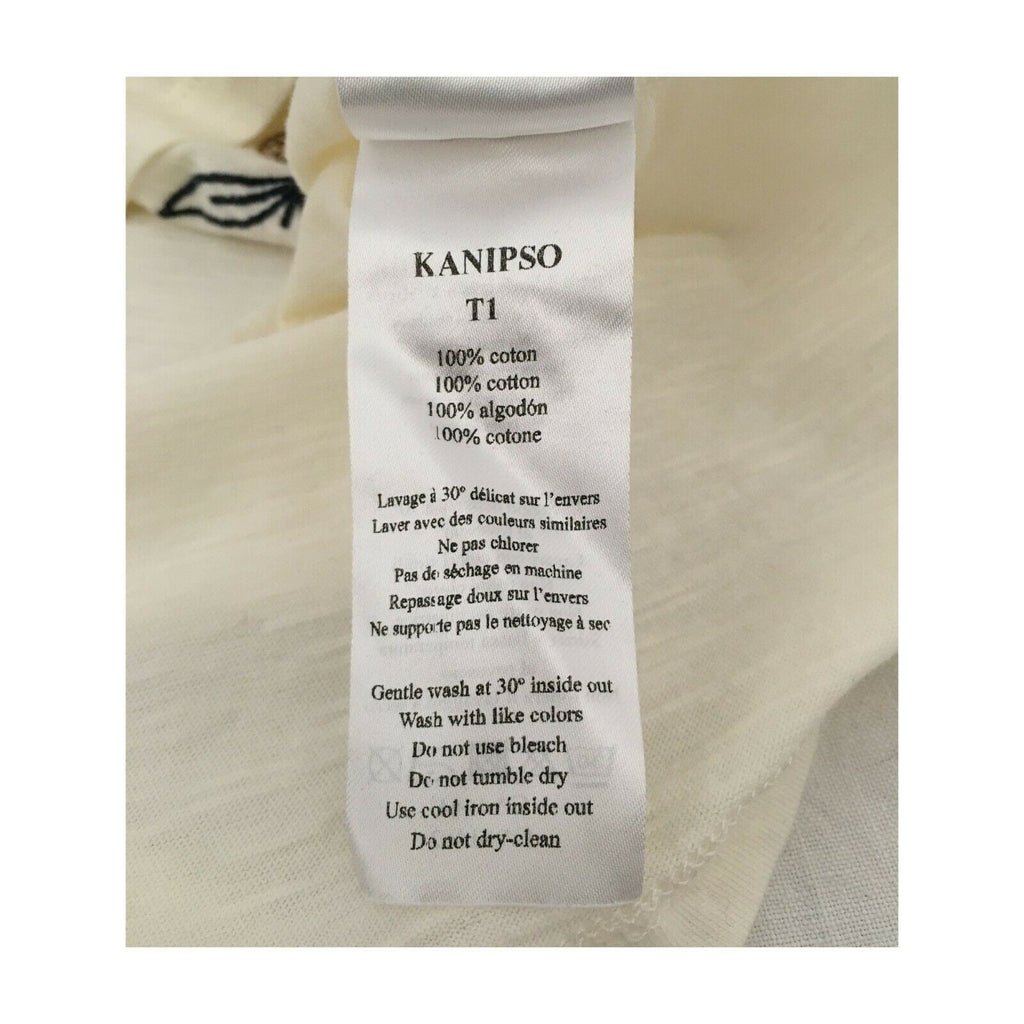 KANIPSO
T1
100% coton
100% cotton
100% algodón
100% cotone
Lavage à 30° délicat sur l'envers
Laver avec des couleurs similaires
Ne pas chlorer
Pas de séchage en machine
Repassage doux sur l'envers
Ne supporte pas le nettoyage à sec
Gentle wash at 30° inside out
Wash with like colors
Do not use bleach
Do not tumble dry
Use cool iron inside out
Do not dry-clean